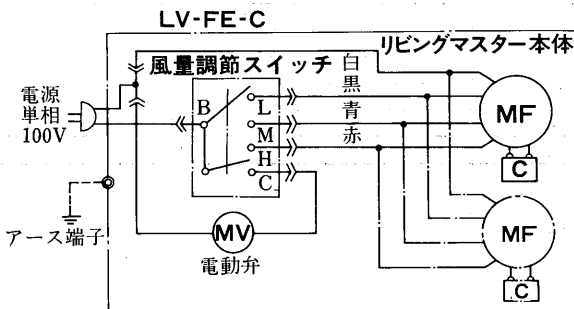 LV-FE-C
リビングマスター本体
風量調節スイッチ
白
黒
青
赤
電源
単相
100V
B
L
M
H
C
MF
C
アース端子
MV
電動弁
MF
C